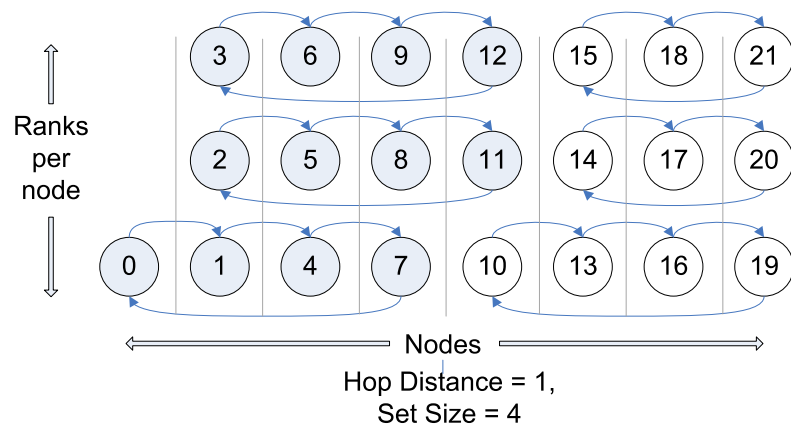 3 6 9 12 15 18 21
Ranks
per
node
2 5 8 11 14 17 20
0 1 4 7 10 13 16 19
Nodes
Hop Distance = 1,
Set Size = 4